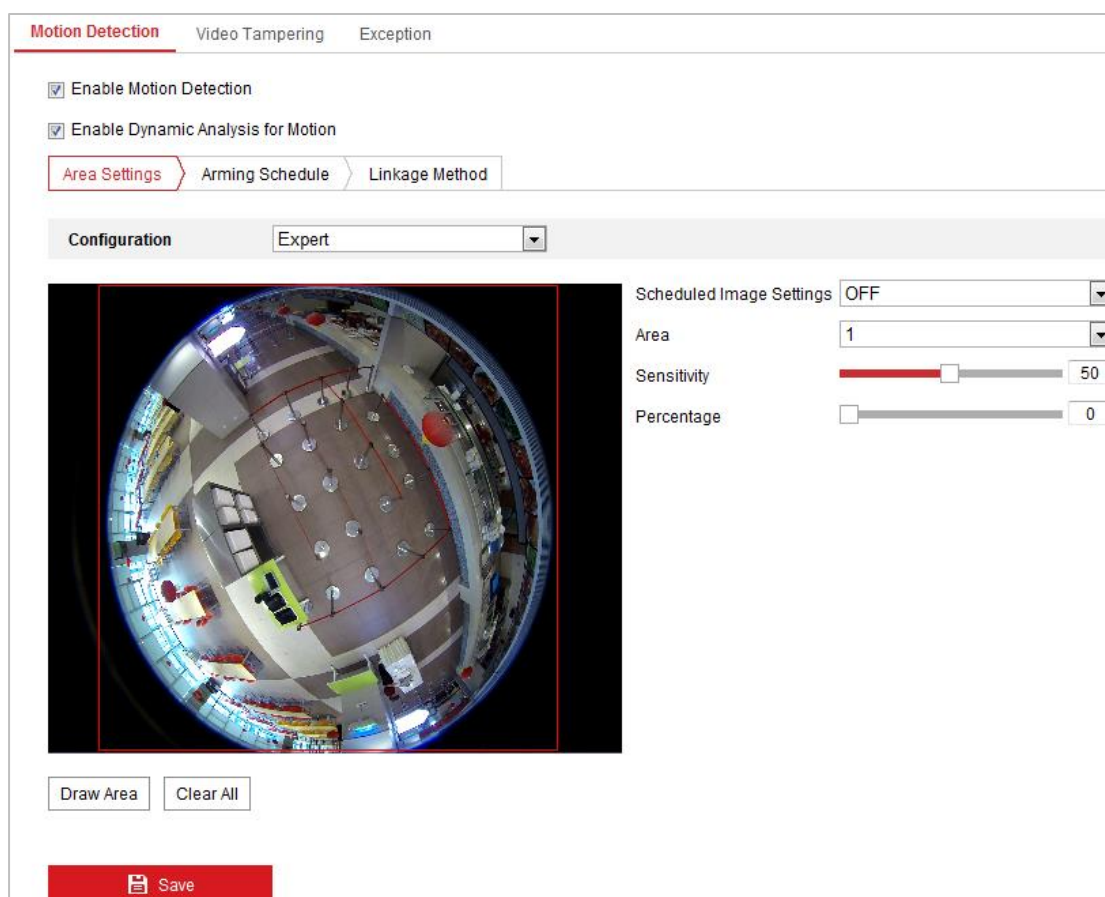 Motion Detection Video Tampering Exception
Enable Motion Detection
Enable Dynamic Analysis for Motion
Area Settings Arming Schedule Linkage Method
Configuration Expert
Scheduled Image Settings OFF
Area 1
Sensitivity 50
Percentage 0
Draw Area Clear All
Save